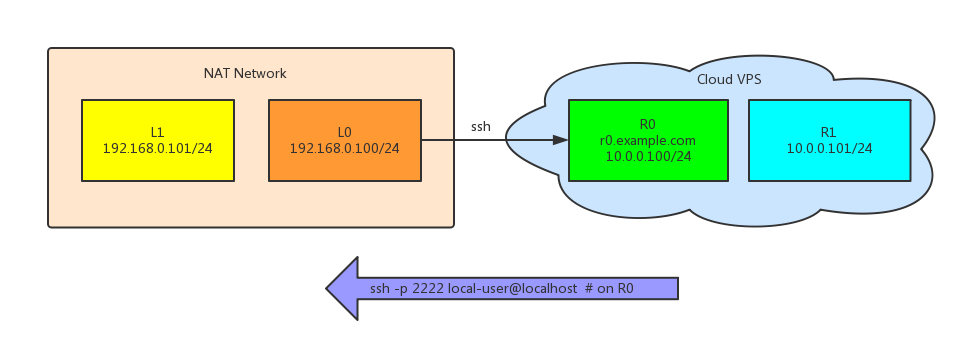 NAT Network
L1
192.168.0.101/24
L0
192.168.0.100/24
ssh
Cloud VPS
R0
r0.example.com
10.0.0.100/24
R1
10.0.0.101/24
ssh -p 2222 local-user@localhost  # on R0